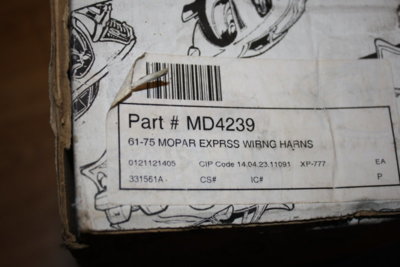 Part # MD4239
61-75 MOPAR EXPRSS WIRNG HARNS
0121121405 CIP Code 14.04.23.11091 XP-777 EA
331561A CS# IC# P